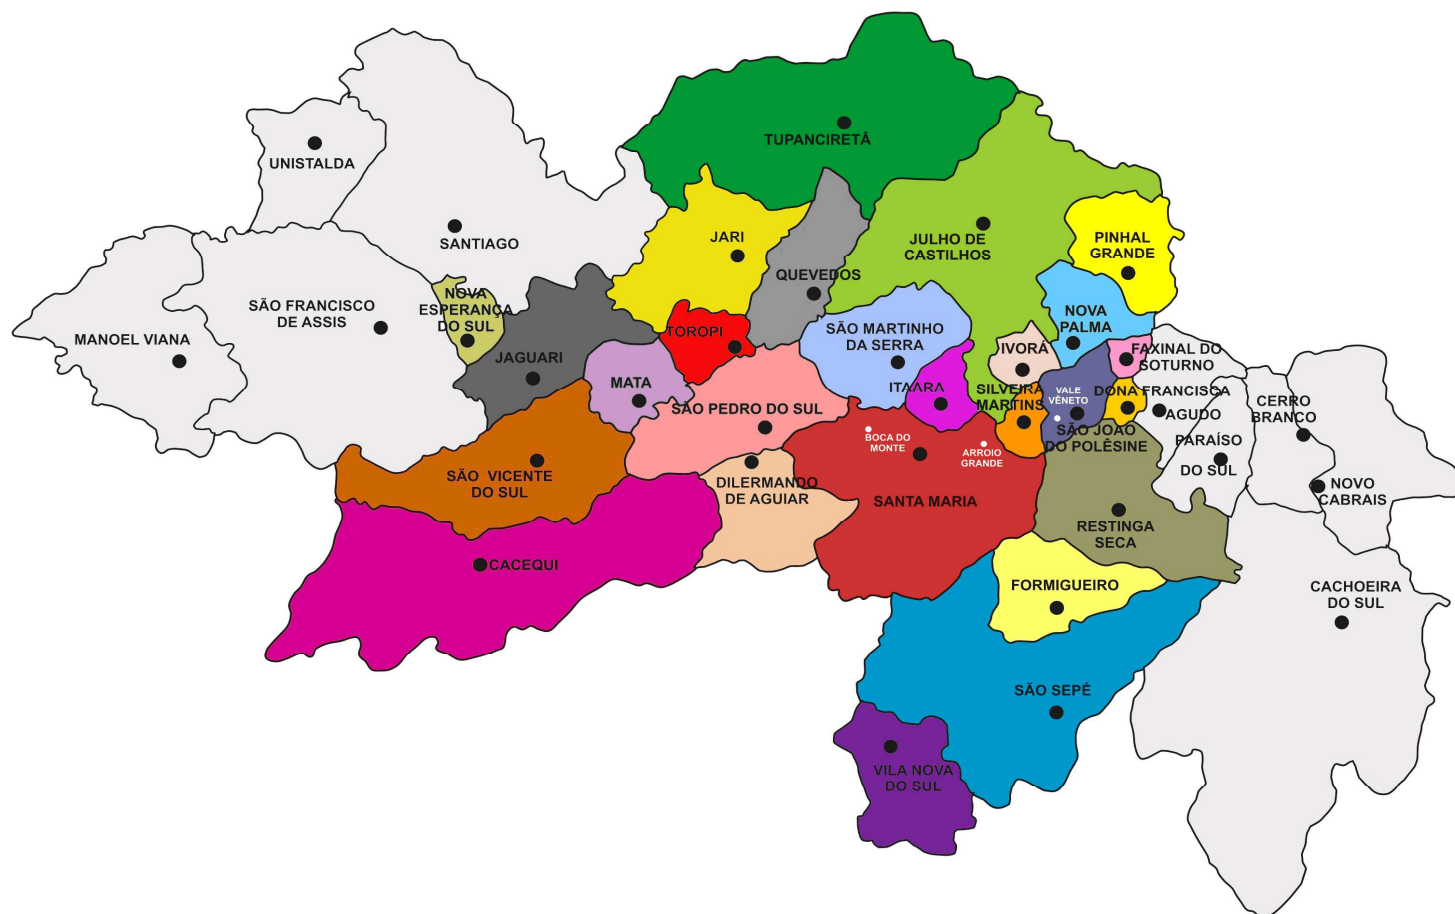 TUPANCIRETÃ
UNISTALDA
SANTIAGO
JARI
JULHO DE
CASTILHOS
PINHAL
GRANDE
QUEVEDOS
NOVA
ESPERANÇA
DO SUL
SÃO FRANCISCO
DE ASSIS
MANOEL VIANA
JAGUARI
TOROPI
SÃO MARTINHO
DA SERRA
NOVA
PALMA
IVORÁ
FAXINAL DO
SOTURNO
MATA
ITAARA
SILVEIRA
MARTINS
VALE
VÊNETO
DONA FRANCISCA
AGUDO
CERRO
BRANCO
SÃO PEDRO DO SUL
BOCA DO
MONTE
ARROIO
GRANDE
SÃO JOÃO
DO POLÊSINE
PARAÍSO
DO SUL
SÃO VICENTE
DO SUL
DILERMANDO
DE AGUIAR
SANTA MARIA
NOVO
CABRAIS
RESTINGA
SECA
CACEQUI
FORMIGUEIRO
CACHOEIRA
DO SUL
SÃO SEPÉ
VILA NOVA
DO SUL